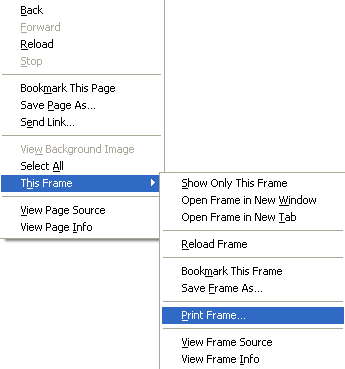 Back
Forward
Reload
Stop
Bookmark This Page
Save Page As...
Send Link...
View Background Image
Select All
This Frame
View Page Source
View Page Info
Show Only This Frame
Open Frame in New Window
Open Frame in New Tab
Reload Frame
Bookmark This Frame
Save Frame As...
Print Frame...
View Frame Source
View Frame Info